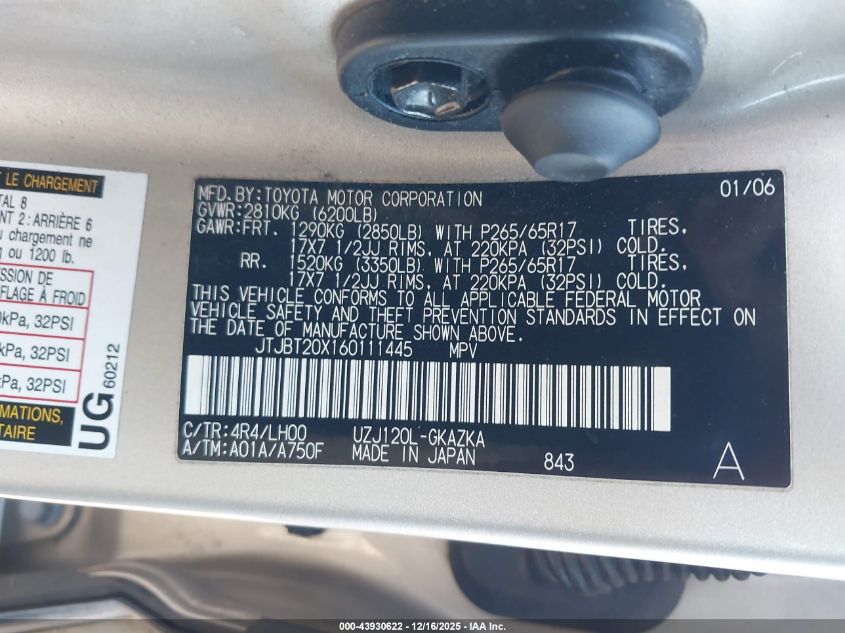 LE CHARGEMENT
TAL 8
NT 2: ARRIÈRE 6
u chargement ne
g ou 1200 lb.
SSION DE
FLAGE À FROID
kPa, 32PSI
kPa, 32PSI
Pa, 32PSI
MATIONS,
TAIRE
UG 60212
MFD.BY:TOYOTA MOTOR CORPORATION 01/06
GVWR:2810KG (6200LB)
GAWR:FRT. 1290KG (2850LB) WITH P265/65R17 TIRES.
17X7 1/2JJ RIMS, AT 220KPA (32PSI) COLD.
RR. 1520KG (3350LB) WITH P265/65R17 TIRES,
17X7 1/2JJ RIMS, AT 220KPA (32PSI) COLD.
THIS VEHICLE CONFORMS TO ALL APPLICABLE FEDERAL MOTOR
VEHICLE SAFETY AND THEFT PREVENTION STANDARDS IN EFFECT ON
THE DATE OF MANUFACTURE SHOWN ABOVE.
JTJBT20X160111445 MPV
C/TR:4R4/LH00 UZJ120L-GKAZKA
A/TM:A01A/A750F MADE IN JAPAN 843 A
000-43930622 - 12/16/2025 - IAA Inc.